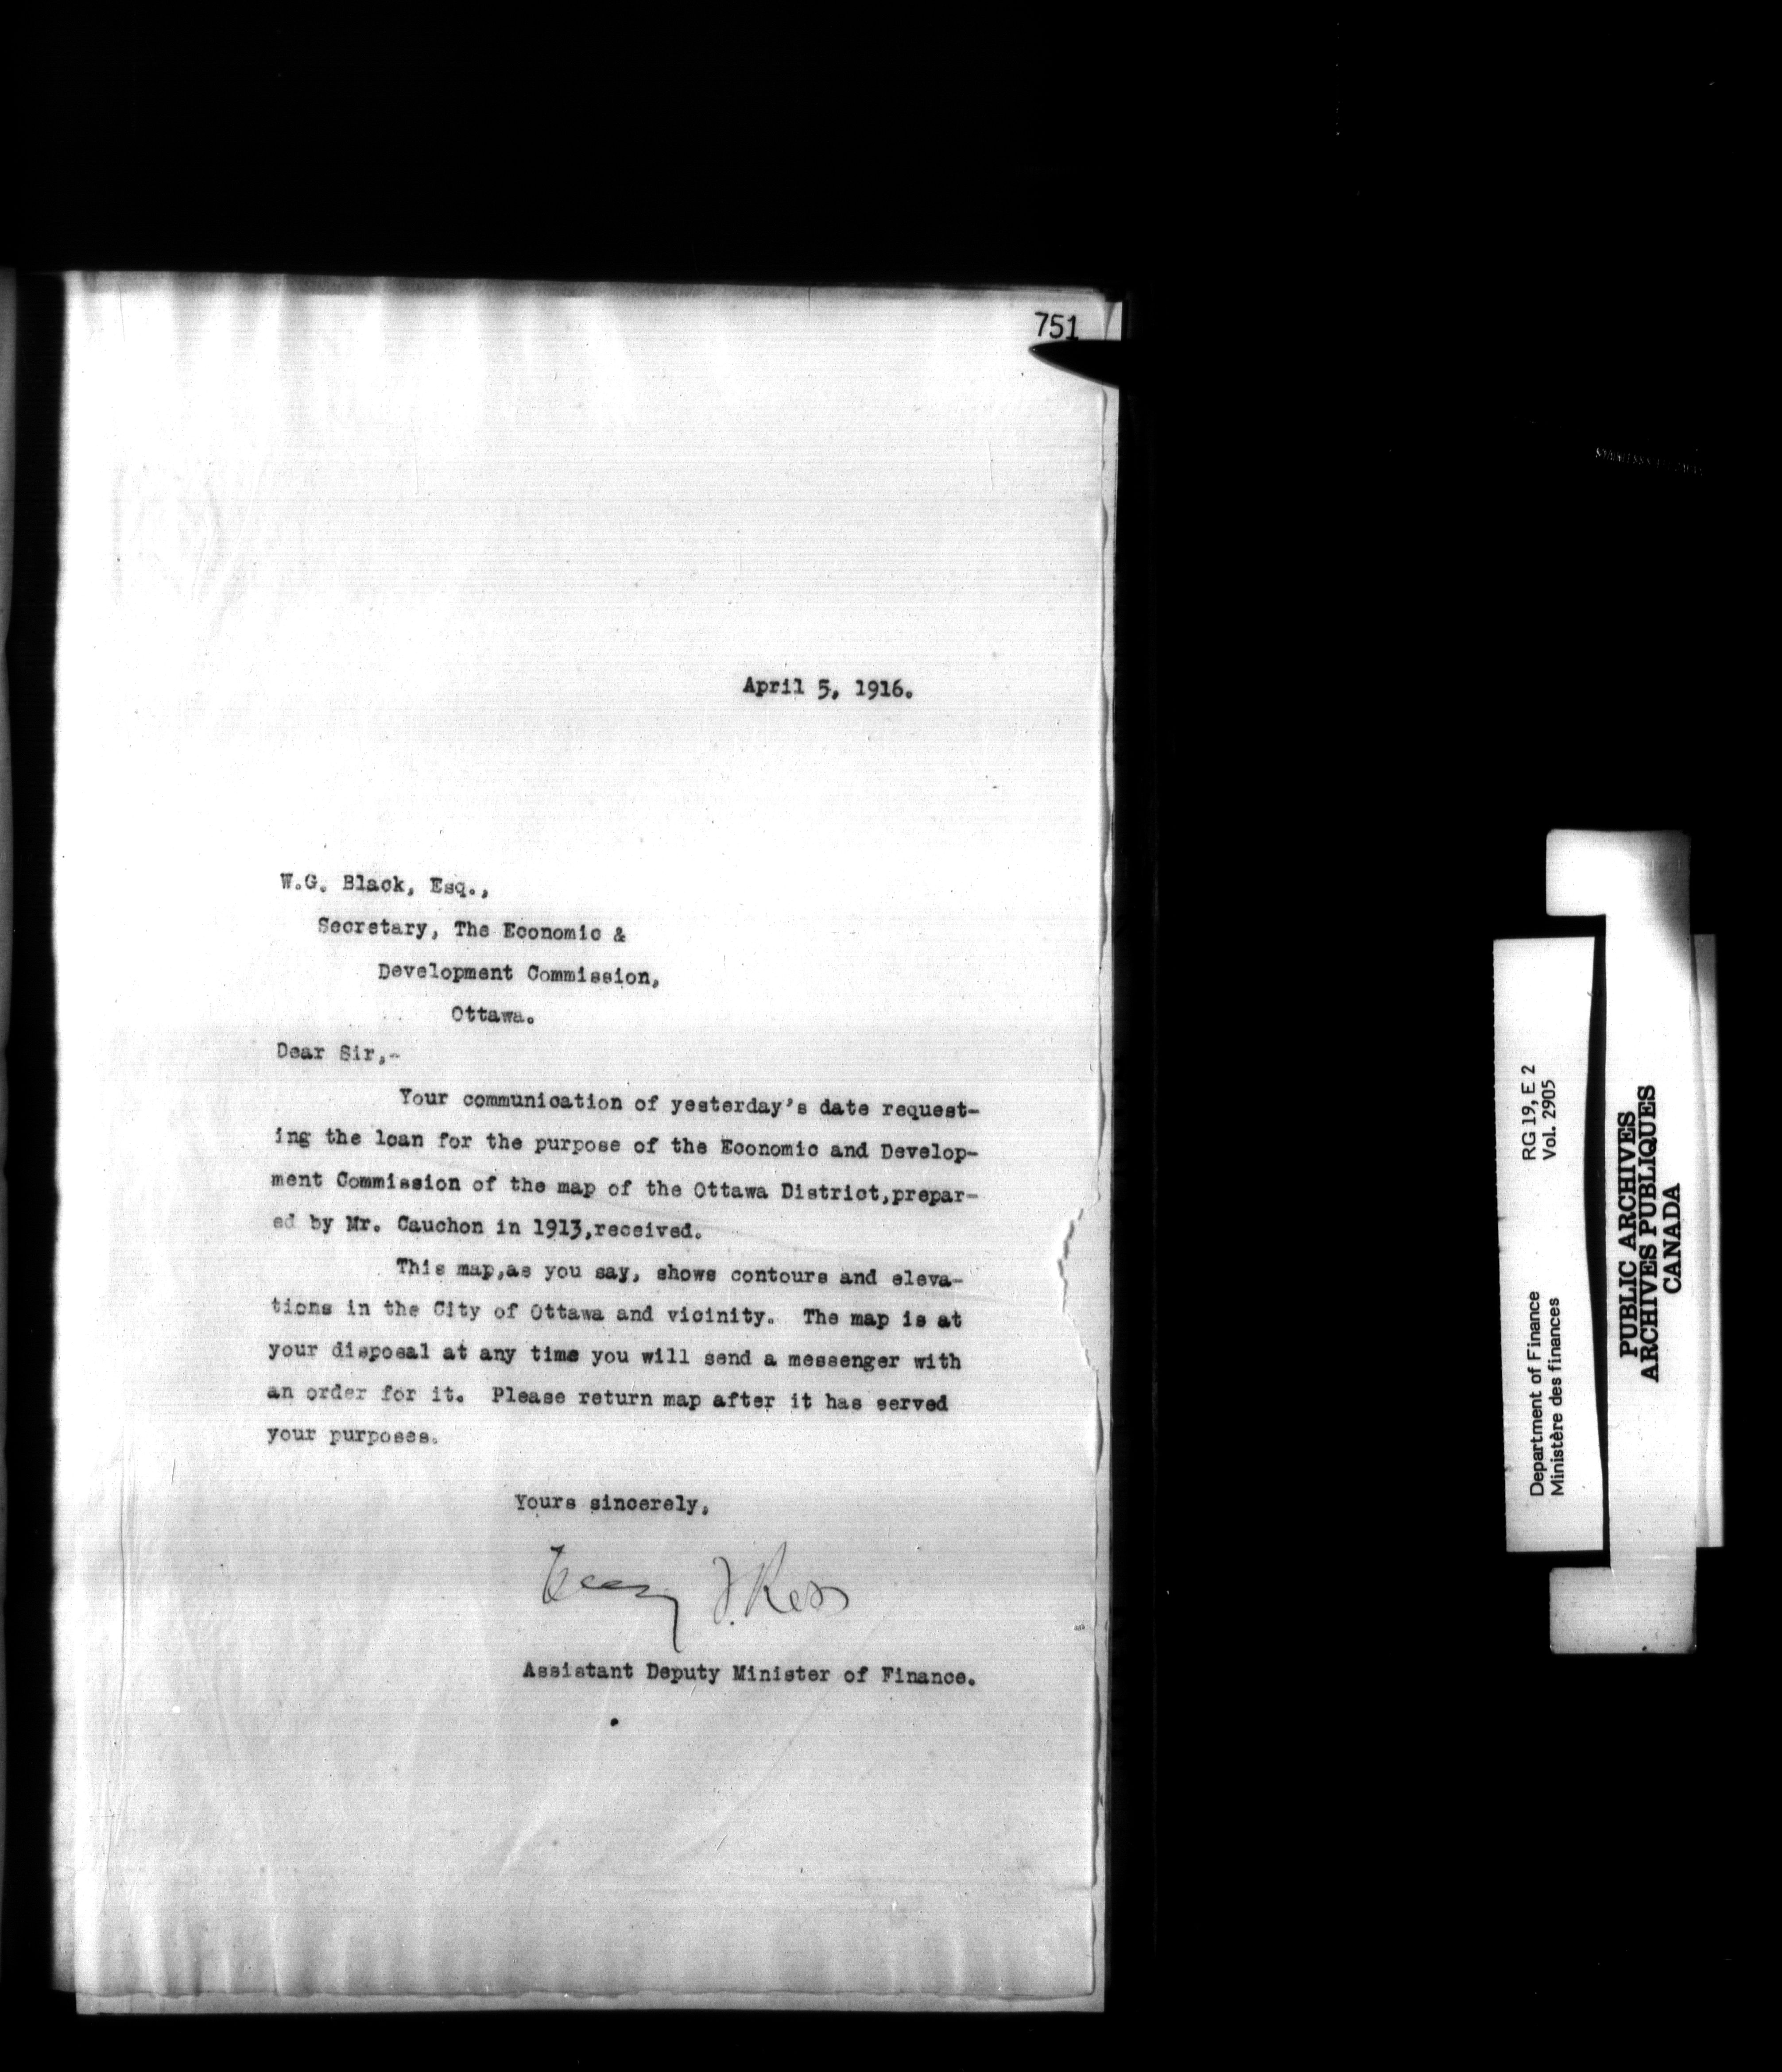 751
April 5, 1916.
W.G. Black, Esq.,
Secretary, The Economic &
Development Commission,
Ottawa.
Dear Sir,-
Your communication of yesterday's date request-
ing the loan for the purpose of the Economic and Develop-
ment Commission of the map of the Ottawa District,prepar-
ed by Mr. Cauchon in 1913,received.
This map,as you say, shows contours and eleva-
tions in the City of Ottawa and vicinity. The map is at
your disposal at any time you will send a messenger with
an order for it. Please return map after it has served
your purposes.
Yours sincerely,
Ross
Assistant Deputy Minister of Finance.
Department of Finance RG 19, E 2
Ministère des finances Vol. 2905
PUBLIC ARCHIVES
ARCHIVES PUBLIQUES
CANADA